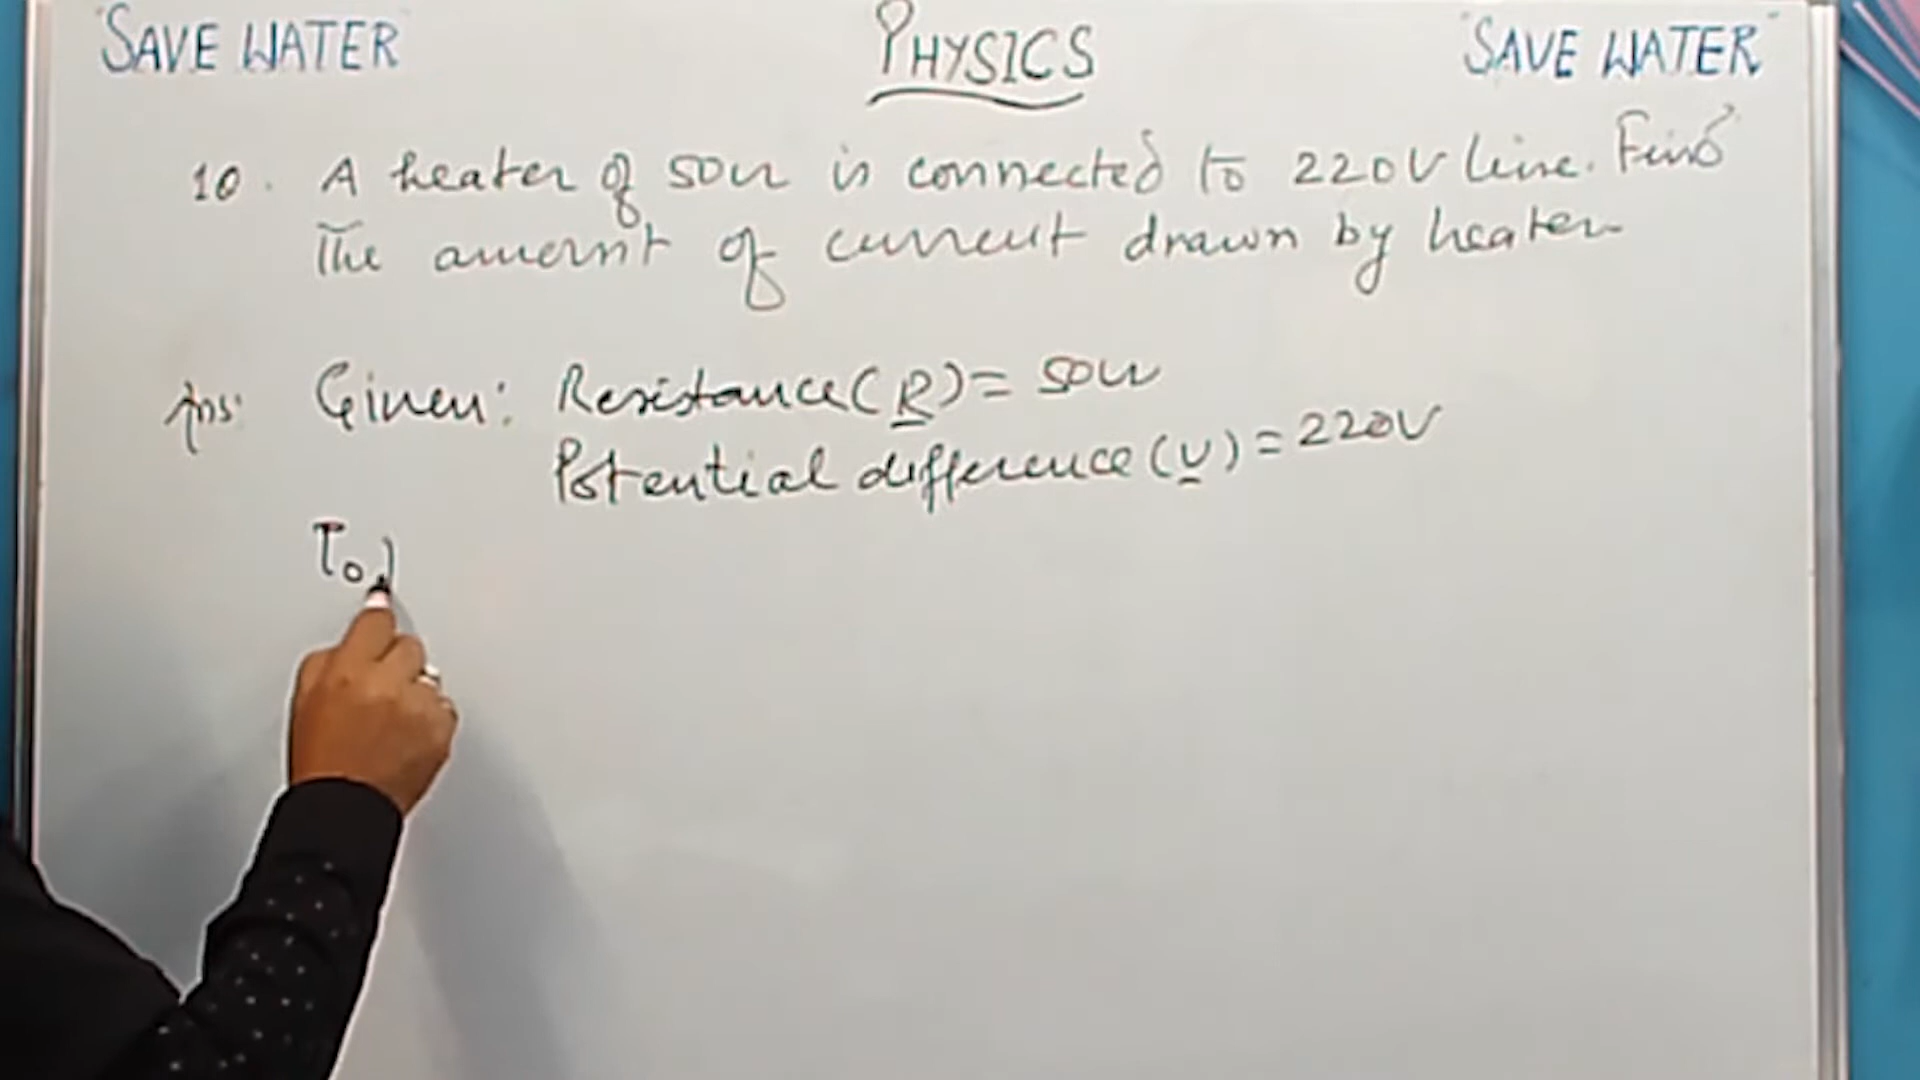 "SAVE WATER" PHYSICS "SAVE WATER"
10. A heater of 50Ω is connected to 220V line. Find
The amount of current drawn by heater.
Ans: Given: Resistance (R) = 50Ω
Potential difference (V) = 220V
To